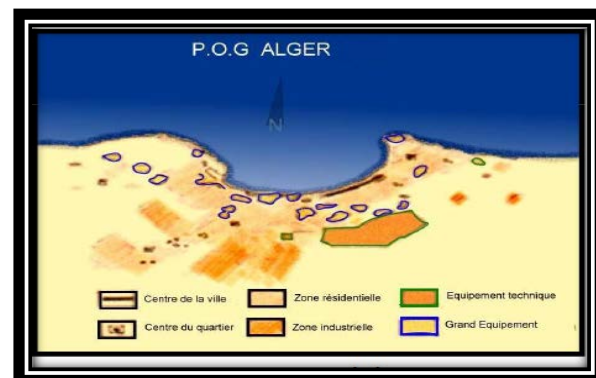 P.O.G ALGER
N
Centre de la ville
Zone résidentielle
Equipement technique
Centre du quartier
Zone industrielle
Grand Equipement